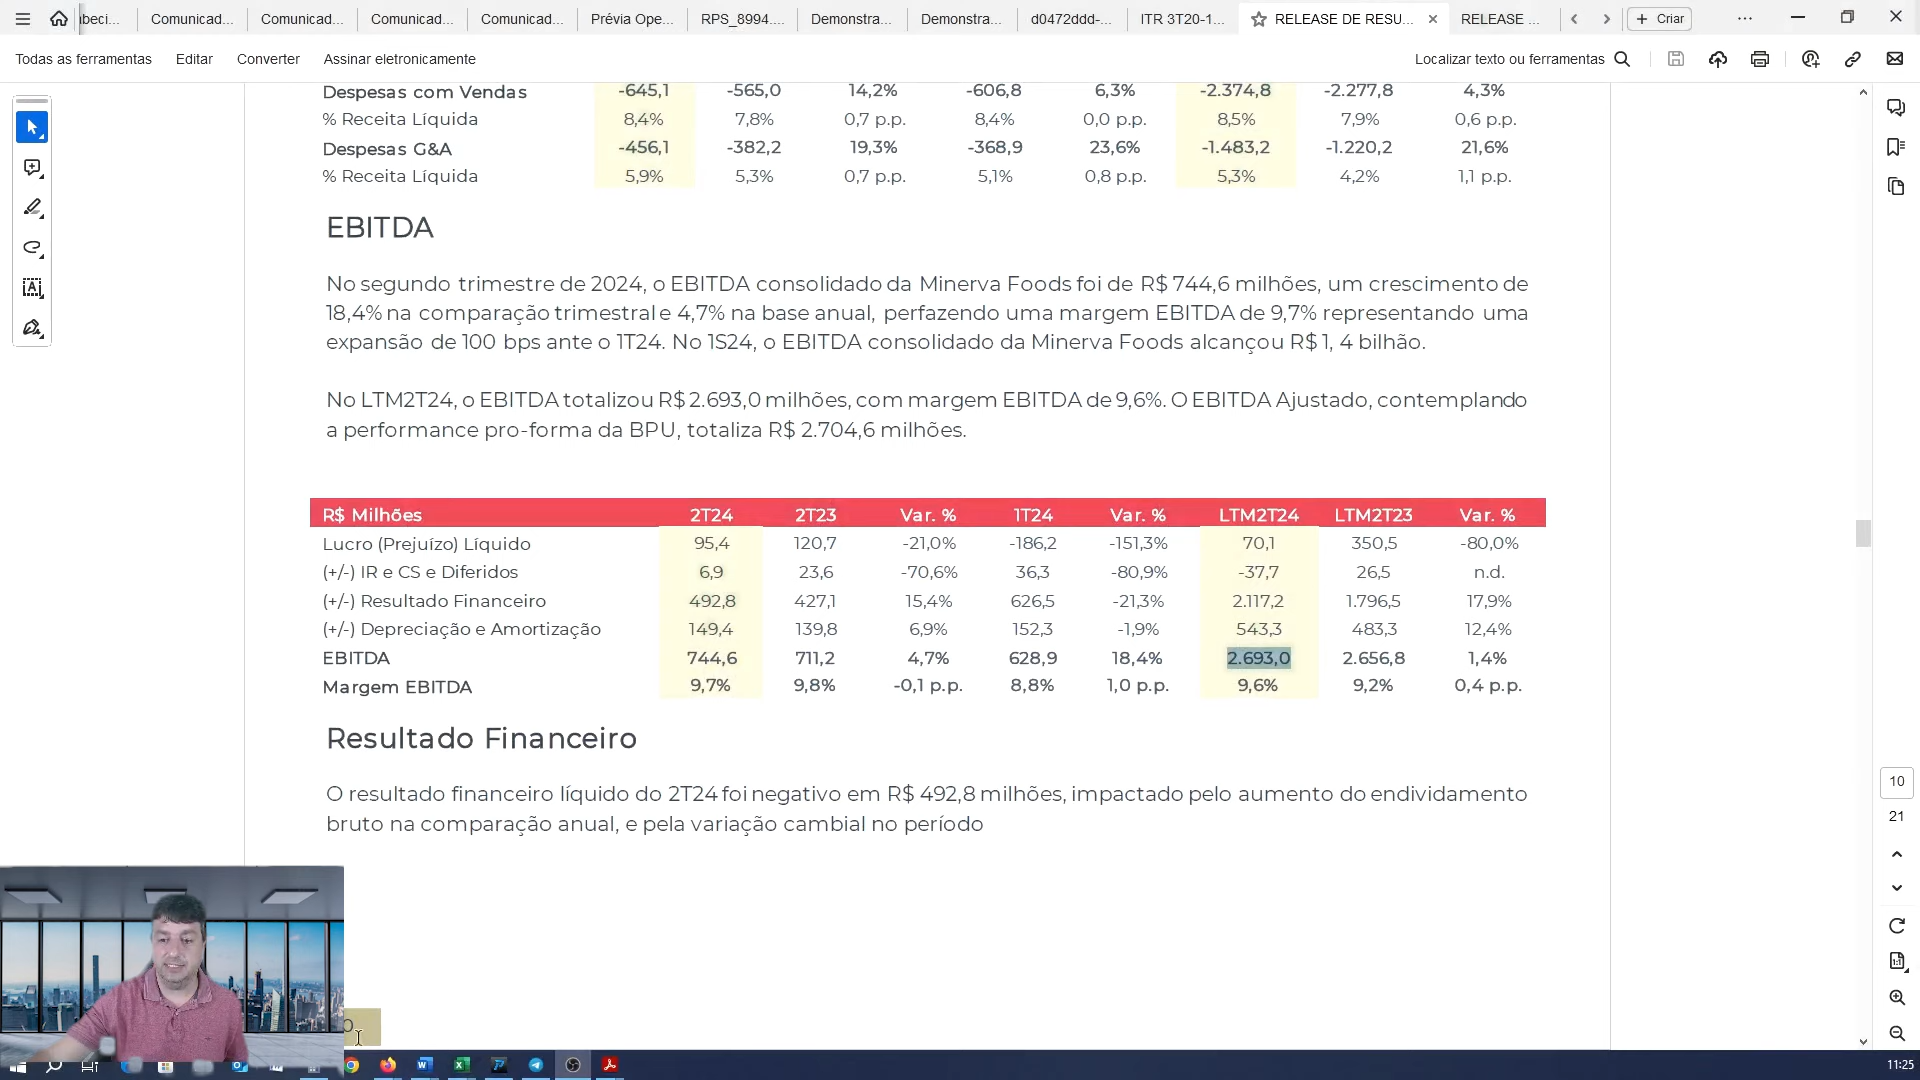 beci...
Comunicad...
Comunicad...
Comunicad...
Comunicad...
Prévia Ope...
RPS_8994....
Demonstra...
Demonstra...
d0472ddd-...
ITR 3T20-1...
RELEASE DE RESU...
RELEASE ...
Criar
Todas as ferramentas
Editar
Converter
Assinar eletronicamente
Localizar texto ou ferramentas
Despesas com Vendas -645,1 -565,0 14,2% -606,8 6,3% -2.374,8 -2.277,8 4,3%
% Receita Líquida 8,4% 7,8% 0,7 p.p. 8,4% 0,0 p.p. 8,5% 7,9% 0,6 p.p.
Despesas G&A -456,1 -382,2 19,3% -368,9 23,6% -1.483,2 -1.220,2 21,6%
% Receita Líquida 5,9% 5,3% 0,7 p.p. 5,1% 0,8 p.p. 5,3% 4,2% 1,1 p.p.
EBITDA
No segundo trimestre de 2024, o EBITDA consolidado da Minerva Foods foi de R$ 744,6 milhões, um crescimento de
18,4% na comparação trimestral e 4,7% na base anual, perfazendo uma margem EBITDA de 9,7% representando uma
expansão de 100 bps ante o 1T24. No 1S24, o EBITDA consolidado da Minerva Foods alcançou R$ 1, 4 bilhão.
No LTM2T24, o EBITDA totalizou R$ 2.693,0 milhões, com margem EBITDA de 9,6%. O EBITDA Ajustado, contemplando
a performance pro-forma da BPU, totaliza R$ 2.704,6 milhões.
R$ Milhões 2T24 2T23 Var. % 1T24 Var. % LTM2T24 LTM2T23 Var. %
Lucro (Prejuízo) Líquido 95,4 120,7 -21,0% -186,2 -151,3% 70,1 350,5 -80,0%
(+/-) IR e CS e Diferidos 6,9 23,6 -70,6% 36,3 -80,9% -37,7 26,5 n.d.
(+/-) Resultado Financeiro 492,8 427,1 15,4% 626,5 -21,3% 2.117,2 1.796,5 17,9%
(+/-) Depreciação e Amortização 149,4 139,8 6,9% 152,3 -1,9% 543,3 483,3 12,4%
EBITDA 744,6 711,2 4,7% 628,9 18,4% 2.693,0 2.656,8 1,4%
Margem EBITDA 9,7% 9,8% -0,1 p.p. 8,8% 1,0 p.p. 9,6% 9,2% 0,4 p.p.
Resultado Financeiro
O resultado financeiro líquido do 2T24 foi negativo em R$ 492,8 milhões, impactado pelo aumento do endividamento
bruto na comparação anual, e pela variação cambial no período
10
21
11:25